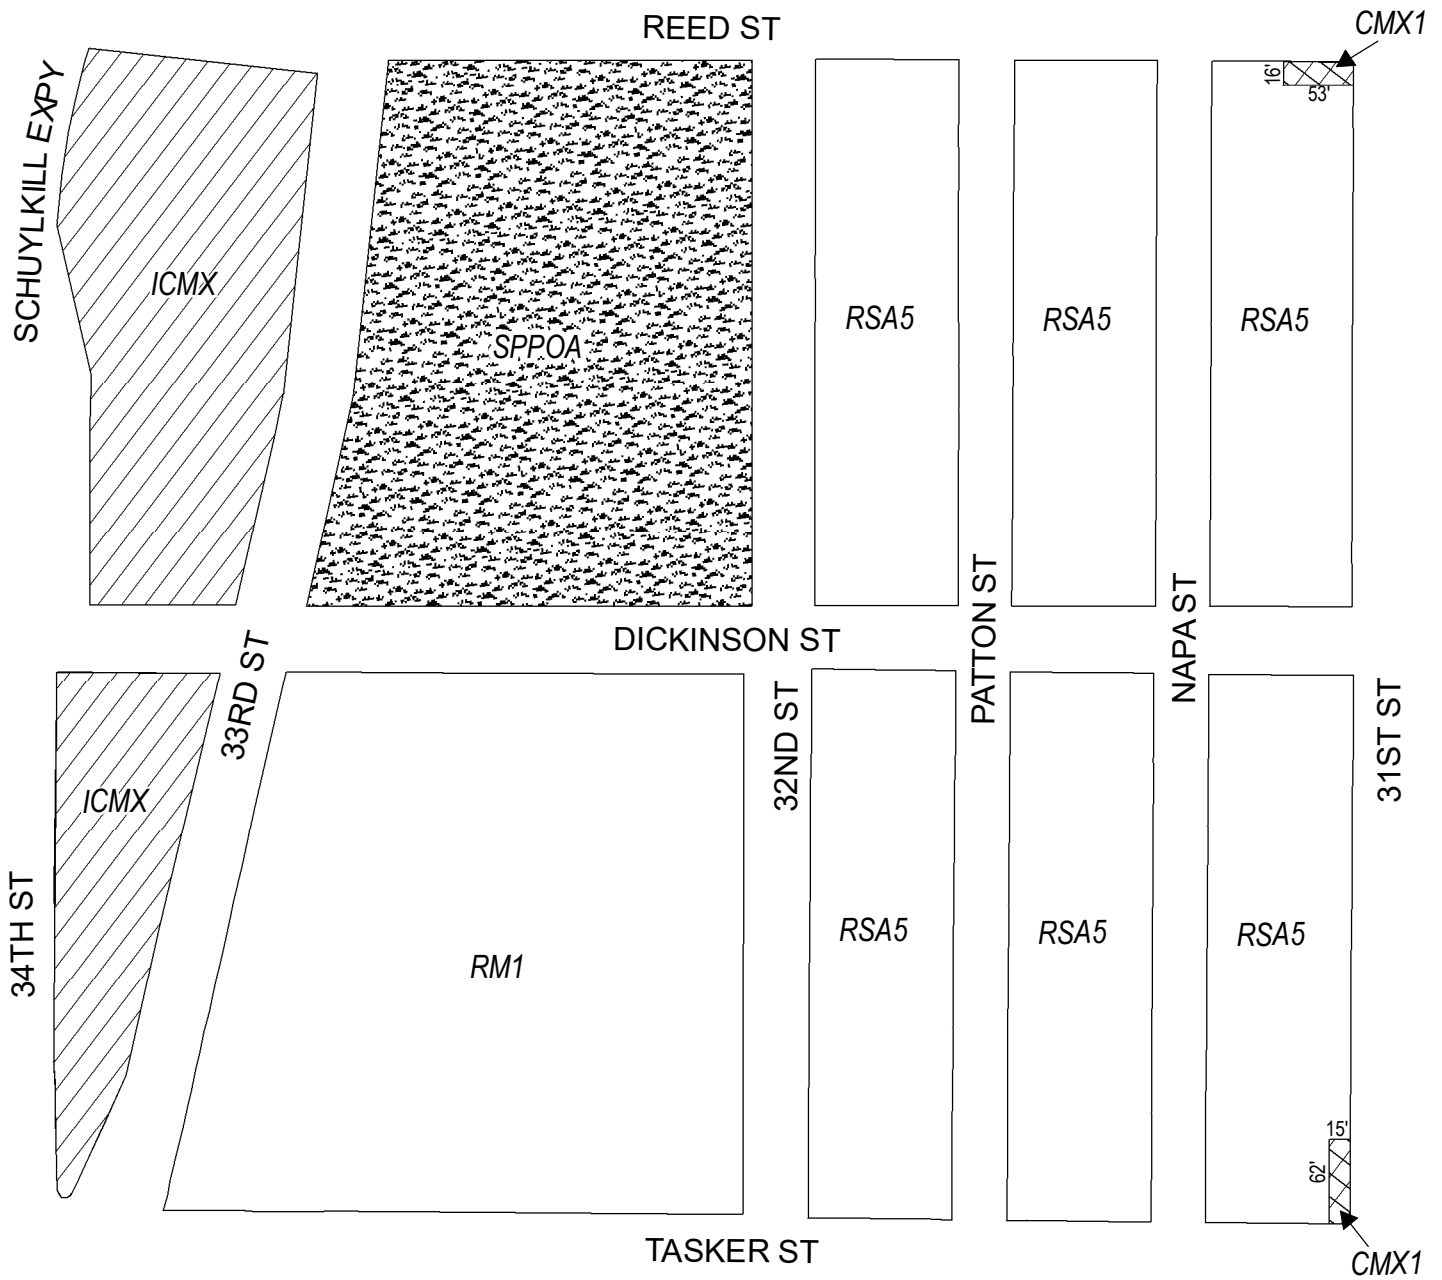 REED ST
CMX1
SCHUYLKILL EXPY
16'
53'
ICMX
SPPOA
RSA5
RSA5
RSA5
DICKINSON ST
33RD ST
32ND ST
PATTON ST
NAPA ST
31ST ST
ICMX
34TH ST
RM1
RSA5
RSA5
RSA5
15'
62'
TASKER ST
CMX1